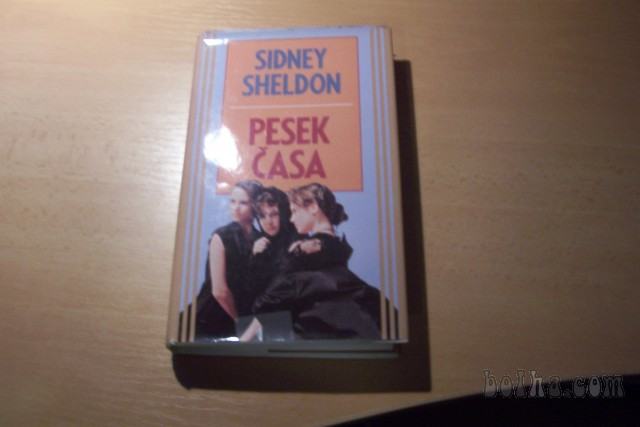 SIDNEY
SHELDON
PESEK
ČASA
bolha.com